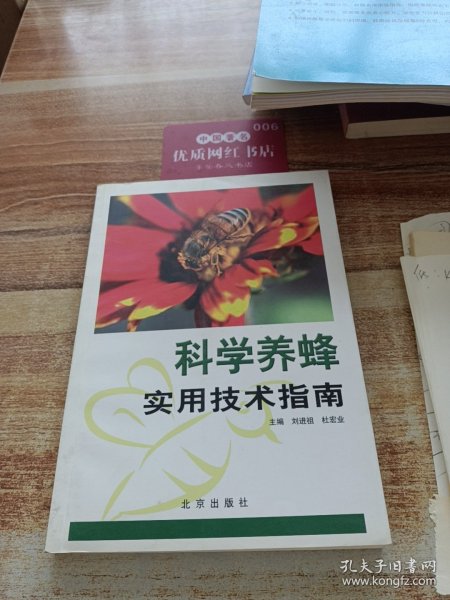 006
中国著名
优质网红书店
科学养蜂
实用技术指南
主编 刘进祖 杜宏业
北京出版社
孔夫子旧书网
www.kongfz.com